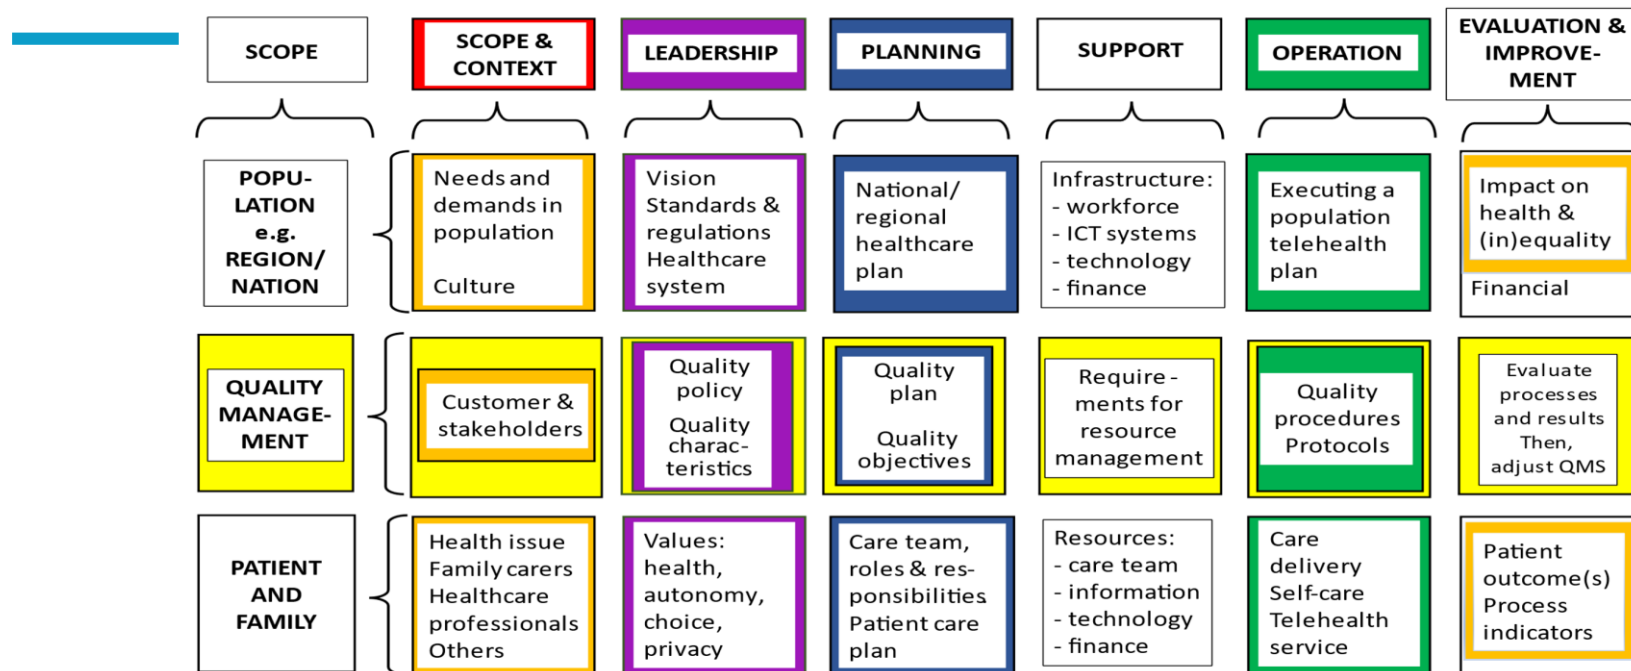 SCOPE
SCOPE &
CONTEXT
LEADERSHIP
PLANNING
SUPPORT
OPERATION
EVALUATION &
IMPROVE-
MENT
POPU-
LATION
e.g.
REGION/
NATION
Needs and
demands in
population
Culture
Vision
Standards &
regulations
Healthcare
system
National/
regional
healthcare
plan
Infrastructure:
- workforce
- ICT systems
- technology
- finance
Executing a
population
telehealth
plan
Impact on
health &
(in)equality
Financial
QUALITY
MANAGE-
MENT
Customer &
stakeholders
Quality
policy
Quality
charac-
teristics
Quality
plan
Quality
objectives
Require -
ments for
resource
management
Quality
procedures
Protocols
Evaluate
processes
and results
Then,
adjust QMS
PATIENT
AND
FAMILY
Health issue
Family carers
Healthcare
professionals
Others
Values:
health,
autonomy,
choice,
privacy
Care team,
roles & res-
ponsibilities.
Patient care
plan
Resources:
- care team
- information
- technology
- finance
Care
delivery
Self-care
Telehealth
service
Patient
outcome(s)
Process
indicators